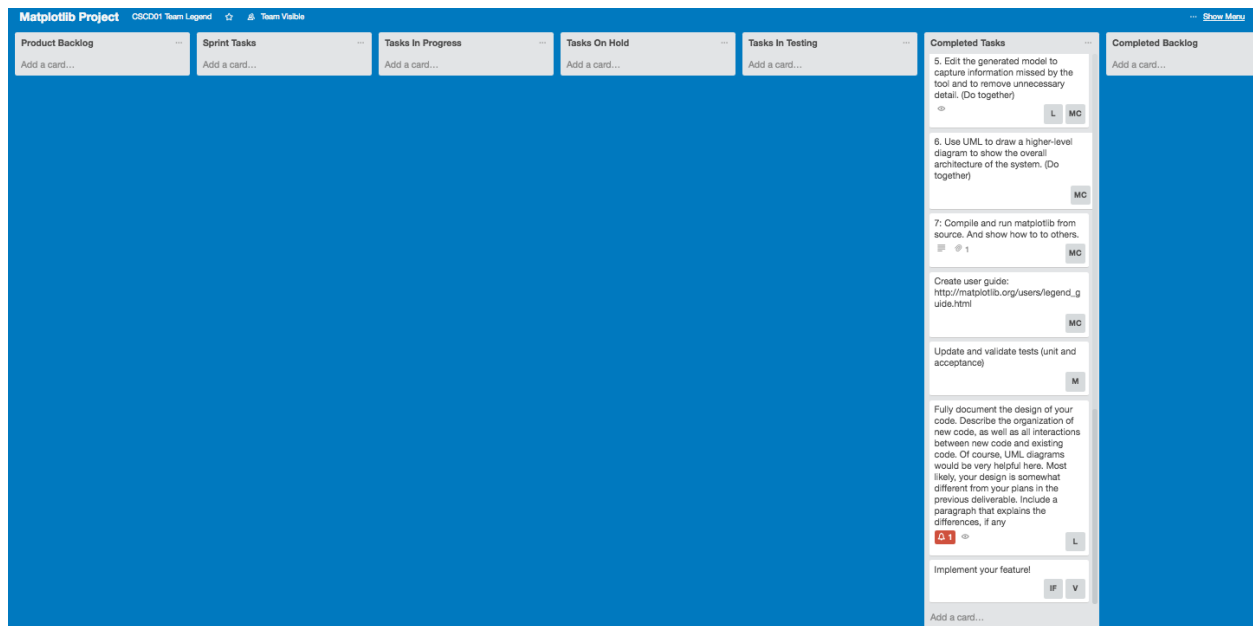 Matplotlib Project CSCD01 Team Legend Team Visible ... Show Menu
Product Backlog ...
Add a card...
Sprint Tasks ...
Add a card...
Tasks In Progress ...
Add a card...
Tasks On Hold ...
Add a card...
Tasks In Testing ...
Add a card...
Completed Tasks ...
5. Edit the generated model to
capture information missed by the
tool and to remove unnecessary
detail. (Do together)
L MC
6. Use UML to draw a higher-level
diagram to show the overall
architecture of the system. (Do
together)
MC
7: Compile and run matplotlib from
source. And show how to to others.
1
MC
Create user guide:
http://matplotlib.org/users/legend_g
uide.html
MC
Update and validate tests (unit and
acceptance)
M
Fully document the design of your
code. Describe the organization of
new code, as well as all interactions
between new code and existing
code. Of course, UML diagrams
would be very helpful here. Most
likely, your design is somewhat
different from your plans in the
previous deliverable. Include a
paragraph that explains the
differences, if any
1
L
Implement your feature!
IF V
Add a card...
Completed Backlog
Add a card...